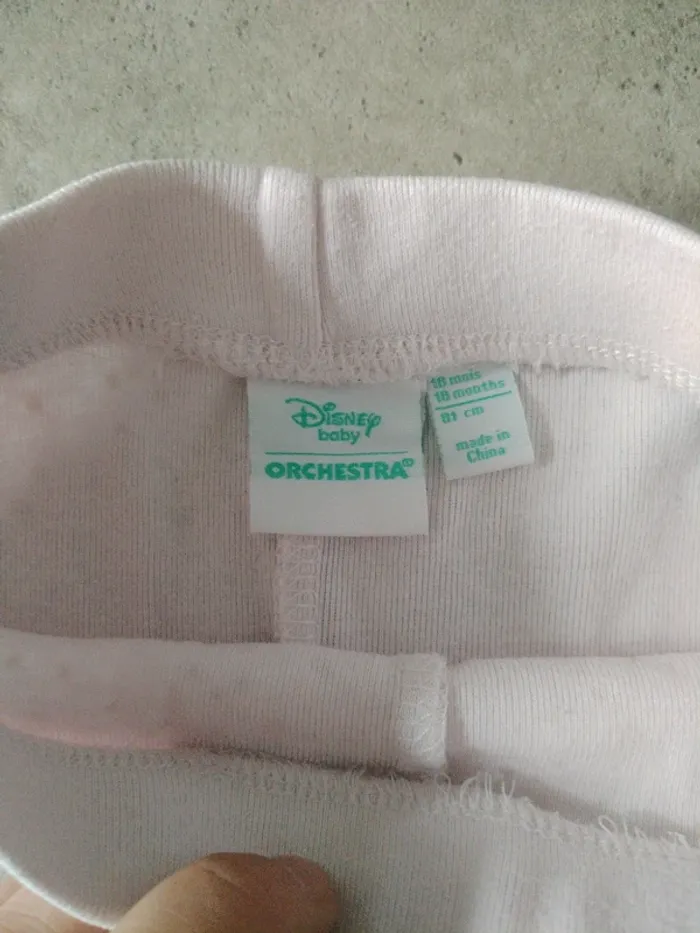 Disney
baby
ORCHESTRA®
18 mois
18 months
81 cm
made in
China